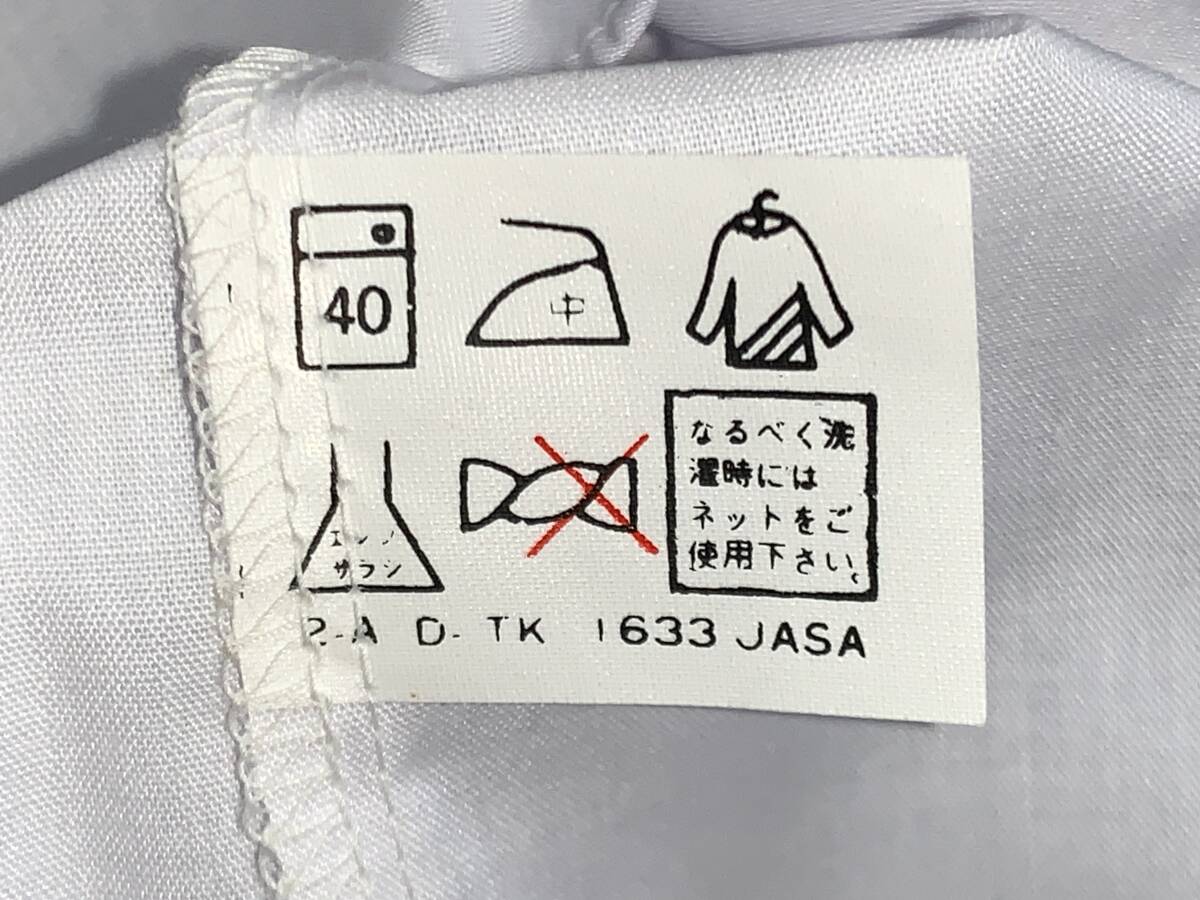 40
中
エンソ
サラシ
なるべく洗
濯時には
ネットをご
使用下さい。
2-A D- TK 1633 JASA